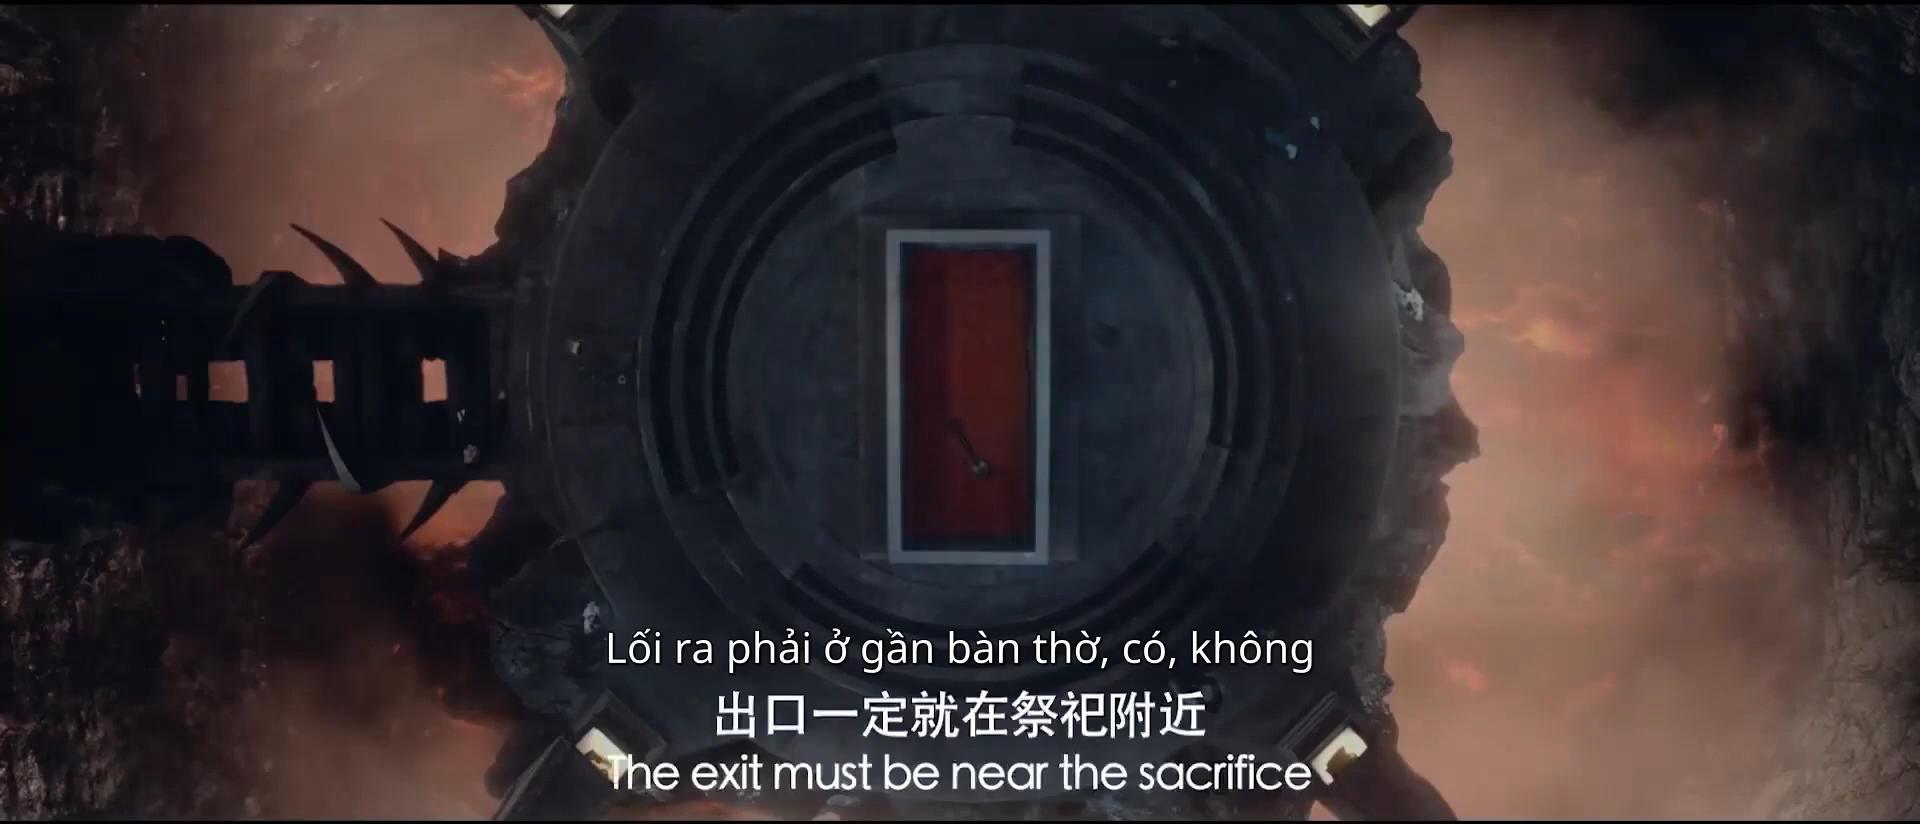 Lối ra phải ở gần bàn thờ, có, không
出口一定就在祭祀附近
The exit must be near the sacrifice